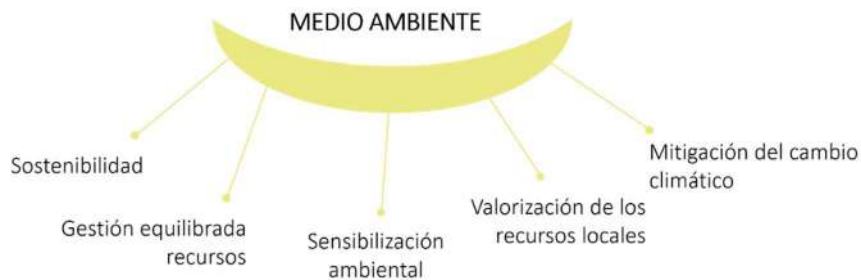 MEDIO AMBIENTE
Sostenibilidad
Gestión equilibrada
recursos
Sensibilización
ambiental
Valorización de los
recursos locales
Mitigación del cambio
climático